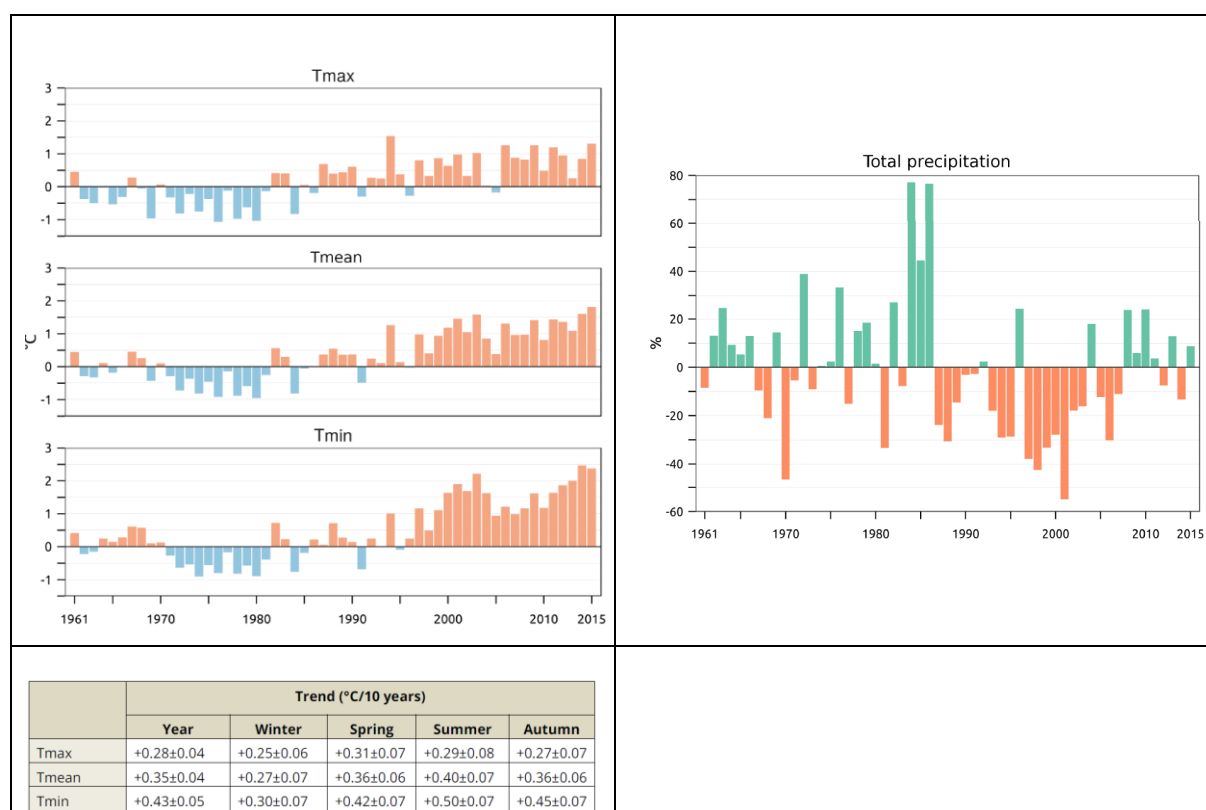 Tmax
3
2
1
0
-1
Tmean
3
2
1
0
-1
°C
Tmin
3
2
1
0
-1
1961 1970 1980 1990 2000 2010 2015
Total precipitation
80
60
40
20
0
-20
-40
-60
%
1961 1970 1980 1990 2000 2010 2015
Trend (°C/10 years)
Year Winter Spring Summer Autumn
Tmax +0.28±0.04 +0.25±0.06 +0.31±0.07 +0.29±0.08 +0.27±0.07
Tmean +0.35±0.04 +0.27±0.07 +0.36±0.06 +0.40±0.07 +0.36±0.06
Tmin +0.43±0.05 +0.30±0.07 +0.42±0.07 +0.50±0.07 +0.45±0.07